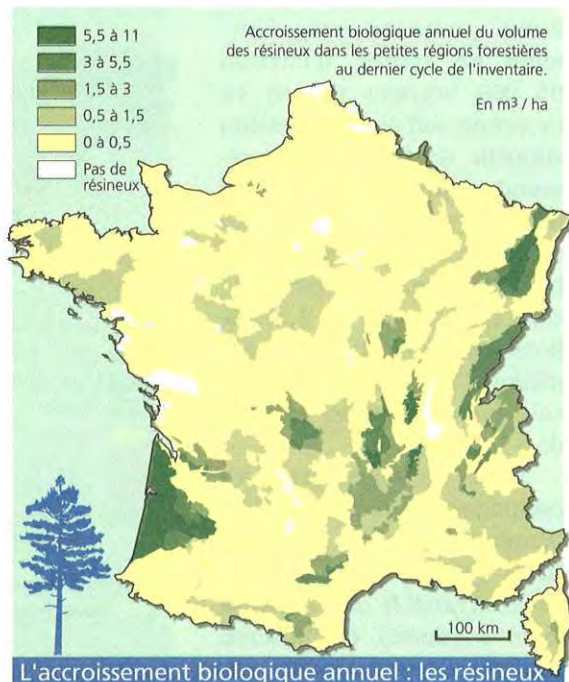 5,5 à 11
3 à 5,5
1,5 à 3
0,5 à 1,5
0 à 0,5
Pas de
résineux
Accroissement biologique annuel du volume
des résineux dans les petites régions forestières
au dernier cycle de l'inventaire.
En m³ / ha
100 km
L'accroissement biologique annuel : les résineux